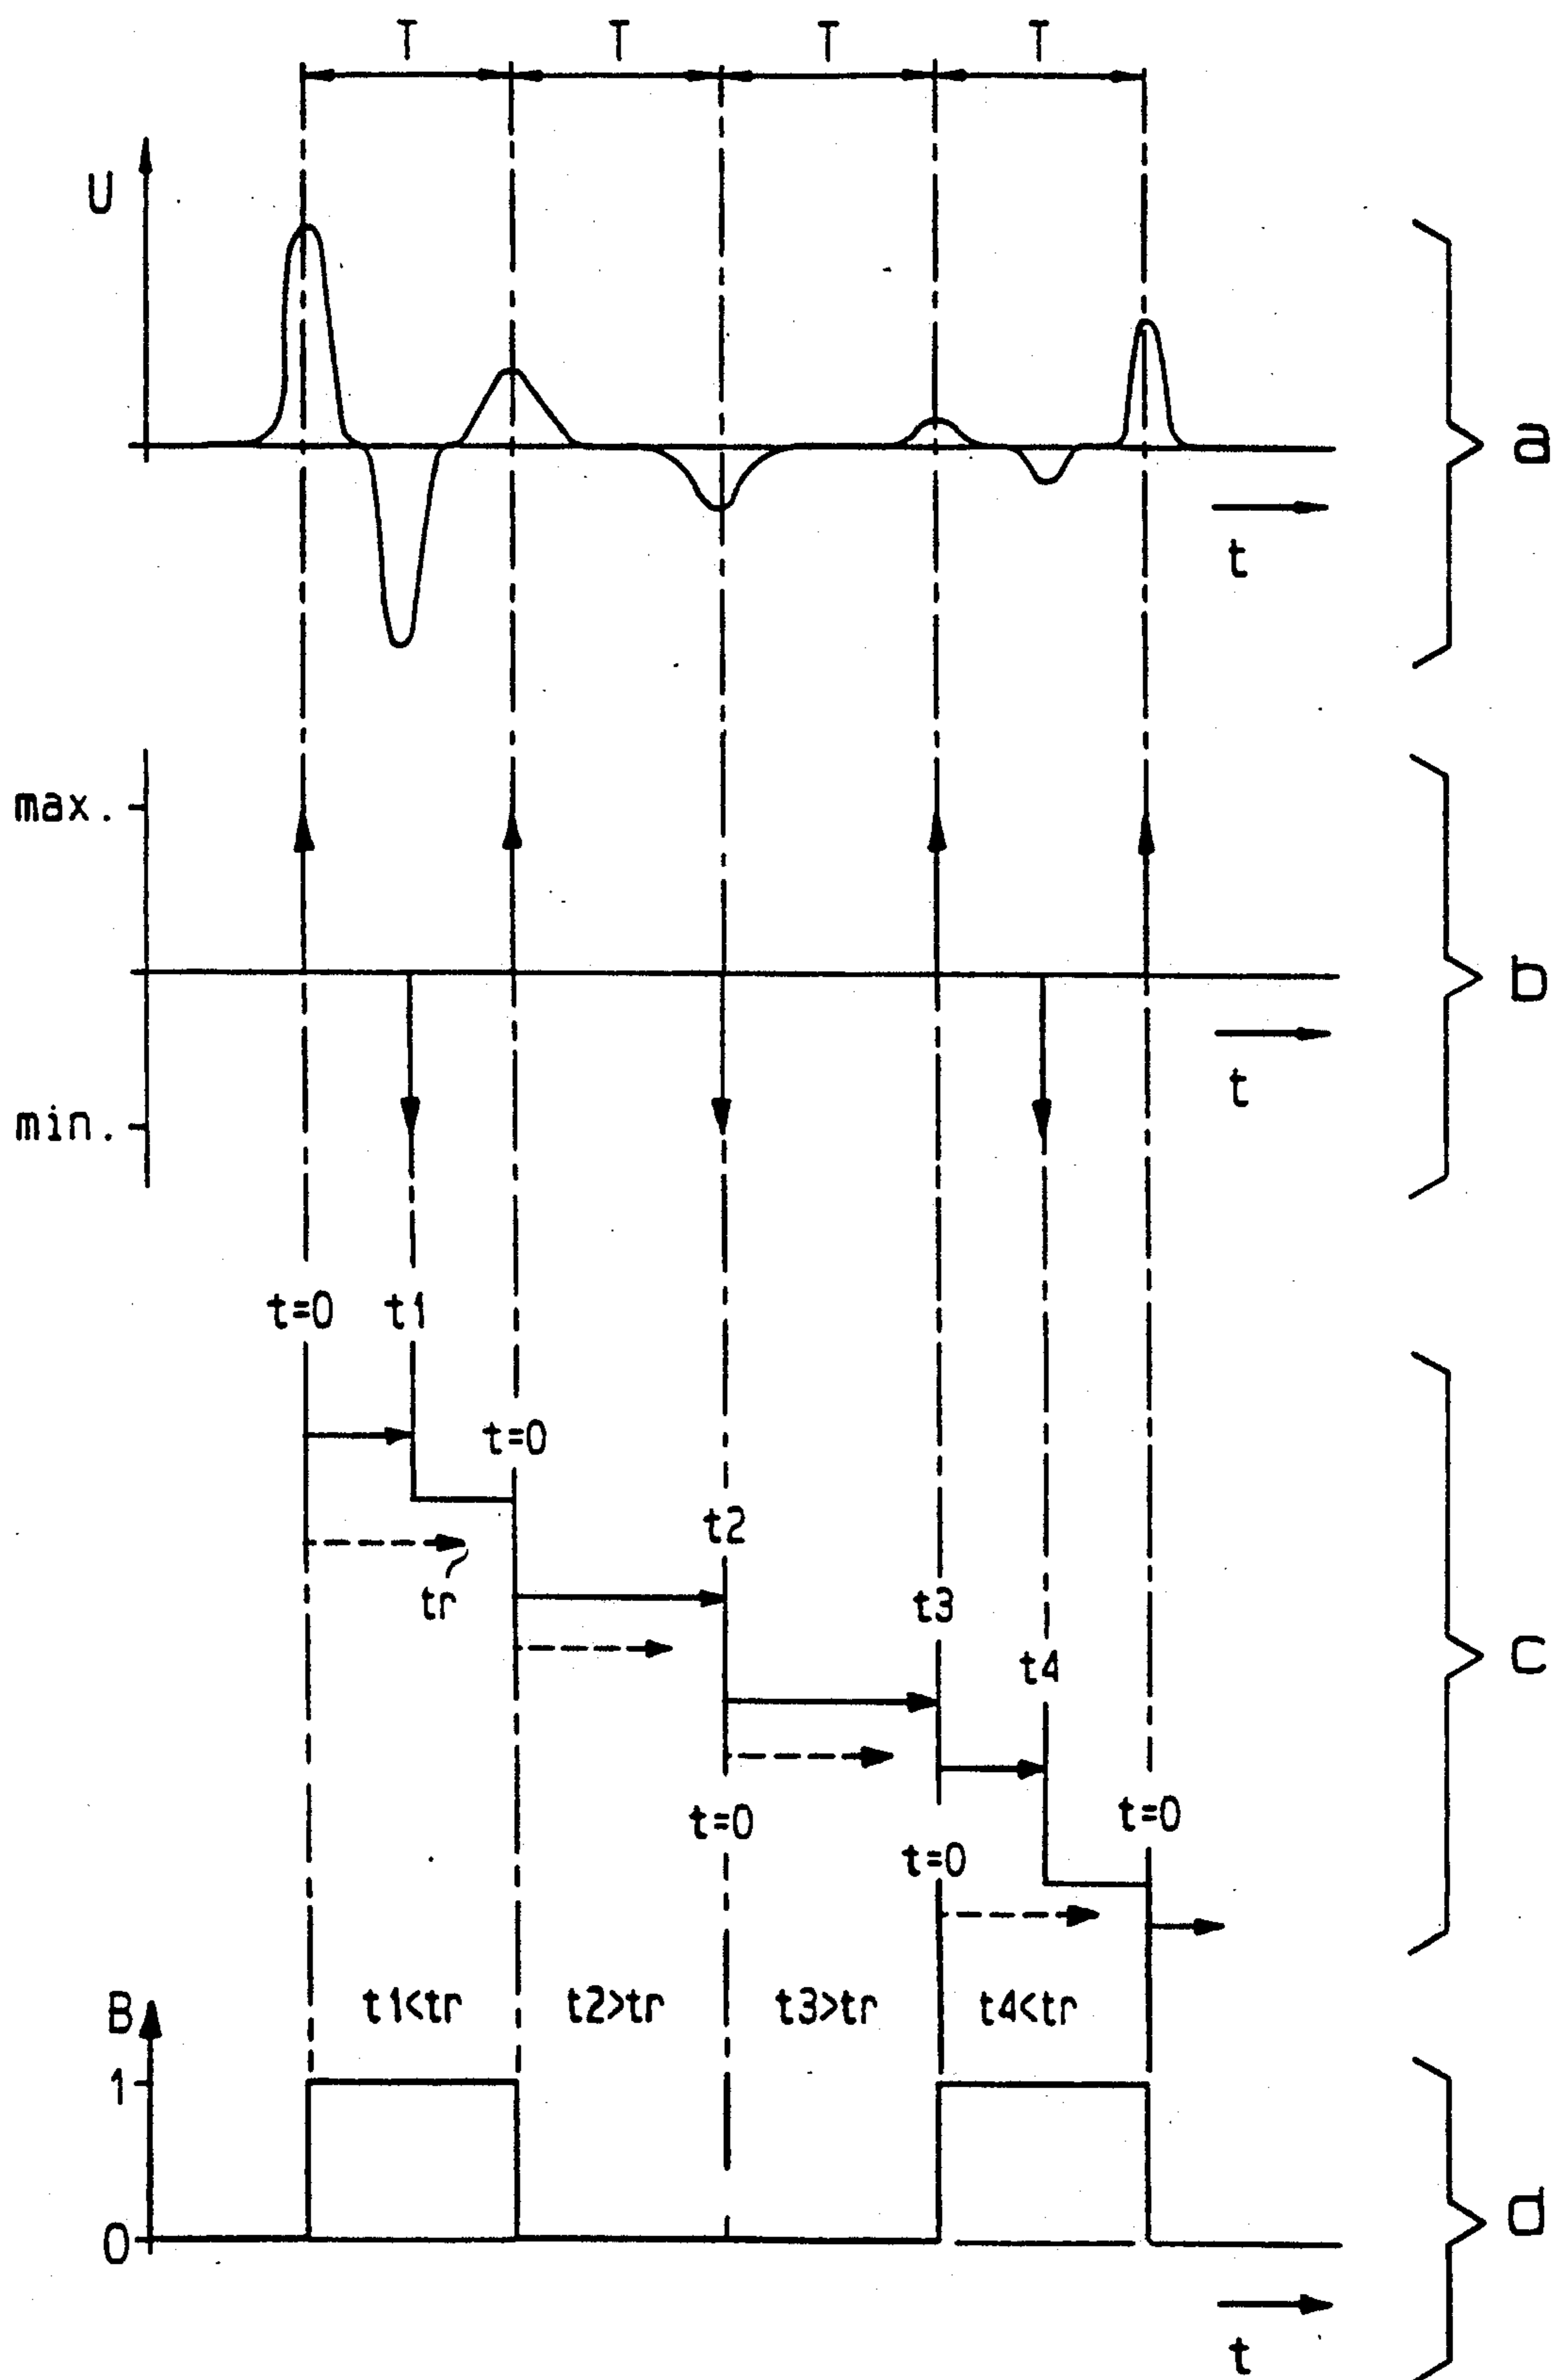 T T T T
U
a
t
max.
b
t
min.
t=0 t1
t=0
t2
tr
t3
t4
c
t=0 t=0
t=0
t1<tr t2>tr t3>tr t4<tr
B
1
d
0
t